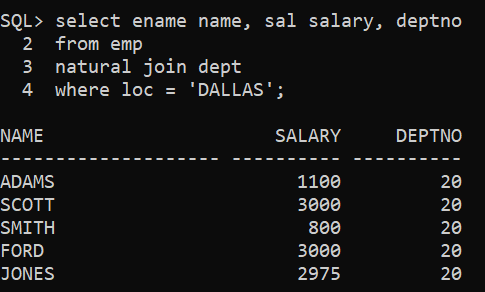 SQL> select ename name, sal salary, deptno
  2  from emp
  3  natural join dept
  4  where loc = 'DALLAS';

NAME                     SALARY     DEPTNO
-------------------- ---------- ----------
ADAMS                      1100         20
SCOTT                      3000         20
SMITH                       800         20
FORD                       3000         20
JONES                      2975         20